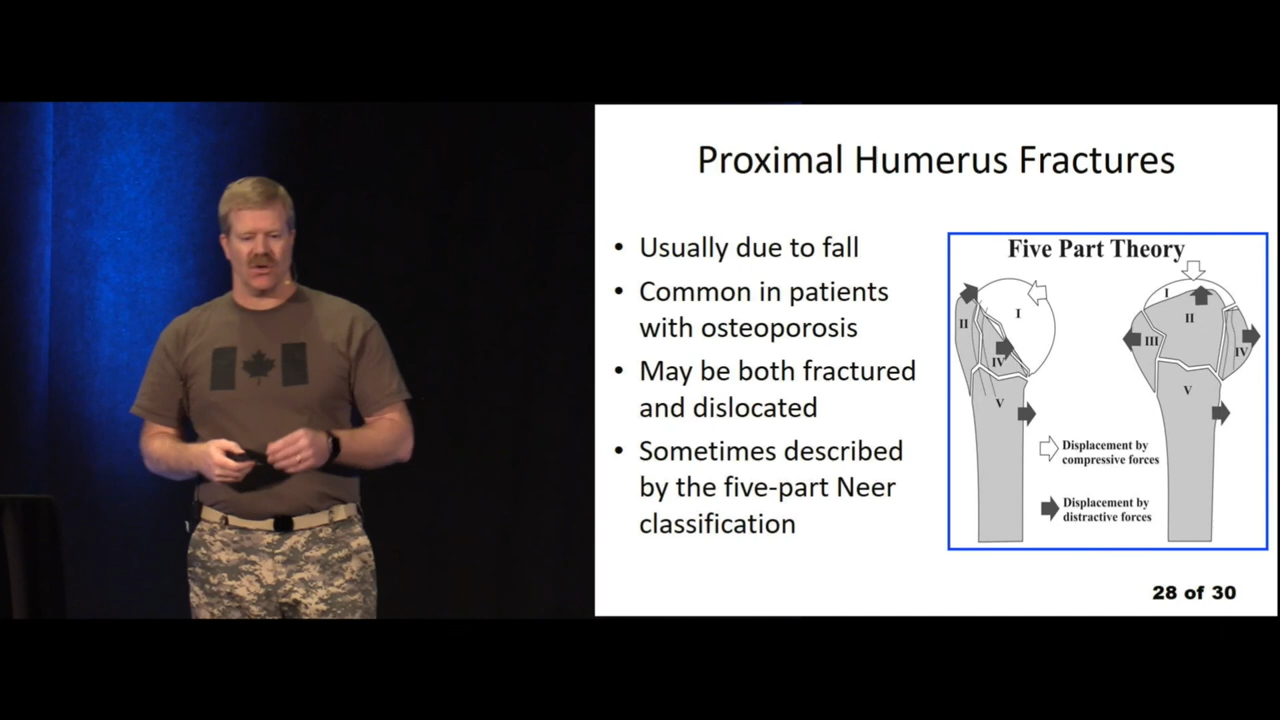 Proximal Humerus Fractures
• Usually due to fall
• Common in patients
with osteoporosis
• May be both fractured
and dislocated
• Sometimes described
by the five-part Neer
classification
Five Part Theory
I
II
IV
V
I
II
III
IV
V
Displacement by
compressive forces
Displacement by
distractive forces
28 of 30